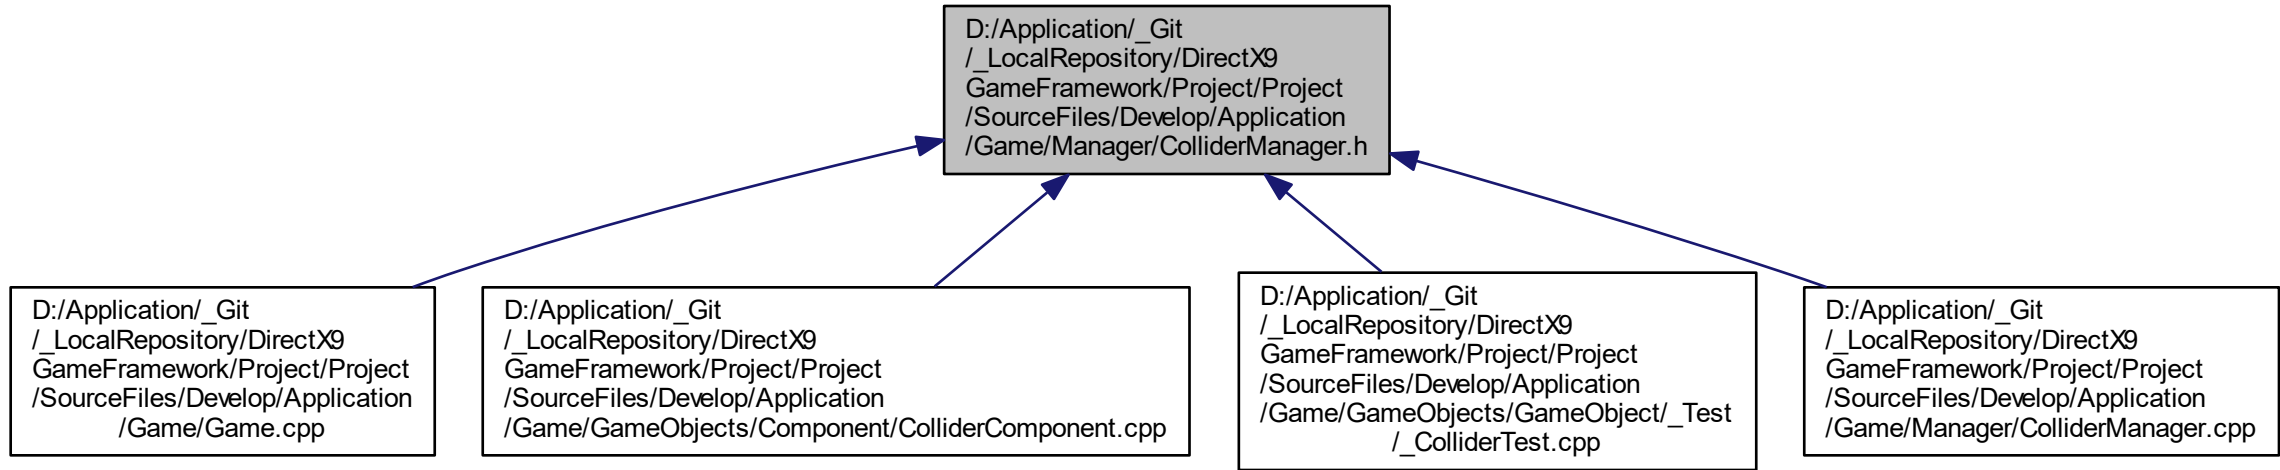 D:/Application/_Git
/_LocalRepository/DirectX9
GameFramework/Project/Project
/SourceFiles/Develop/Application
/Game/Manager/ColliderManager.h
D:/Application/_Git
/_LocalRepository/DirectX9
GameFramework/Project/Project
/SourceFiles/Develop/Application
/Game/Game.cpp
D:/Application/_Git
/_LocalRepository/DirectX9
GameFramework/Project/Project
/SourceFiles/Develop/Application
/Game/GameObjects/Component/ColliderComponent.cpp
D:/Application/_Git
/_LocalRepository/DirectX9
GameFramework/Project/Project
/SourceFiles/Develop/Application
/Game/GameObjects/GameObject/_Test
/_ColliderTest.cpp
D:/Application/_Git
/_LocalRepository/DirectX9
GameFramework/Project/Project
/SourceFiles/Develop/Application
/Game/Manager/ColliderManager.cpp